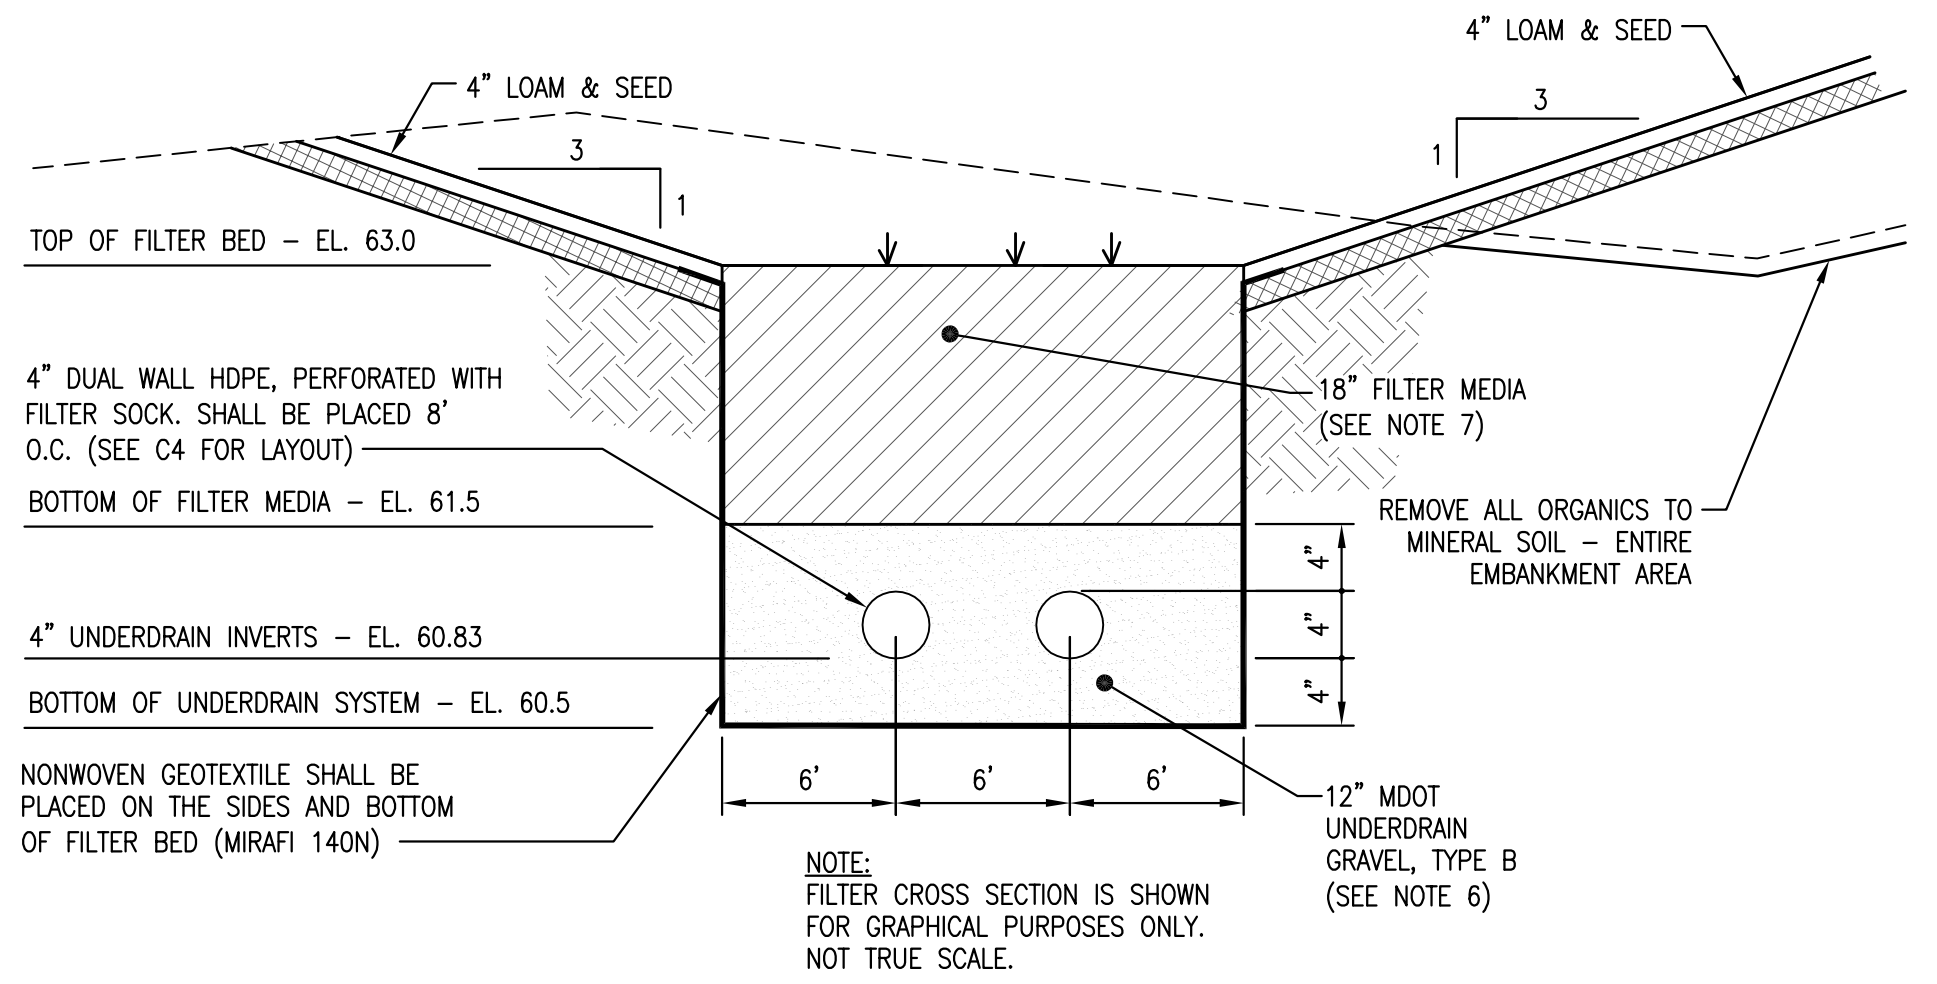 4" LOAM & SEED
4" LOAM & SEED
3
1
3
1
TOP OF FILTER BED – EL. 63.0
4" DUAL WALL HDPE, PERFORATED WITH
FILTER SOCK. SHALL BE PLACED 8'
O.C. (SEE C4 FOR LAYOUT)
BOTTOM OF FILTER MEDIA – EL. 61.5
4" UNDERDRAIN INVERTS – EL. 60.83
BOTTOM OF UNDERDRAIN SYSTEM – EL. 60.5
NONWOVEN GEOTEXTILE SHALL BE
PLACED ON THE SIDES AND BOTTOM
OF FILTER BED (MIRAFI 140N)
18" FILTER MEDIA
(SEE NOTE 7)
REMOVE ALL ORGANICS TO
MINERAL SOIL – ENTIRE
EMBANKMENT AREA
4"
4"
4"
6'
6'
6'
12" MDOT
UNDERDRAIN
GRAVEL, TYPE B
(SEE NOTE 6)
NOTE:
FILTER CROSS SECTION IS SHOWN
FOR GRAPHICAL PURPOSES ONLY.
NOT TRUE SCALE.